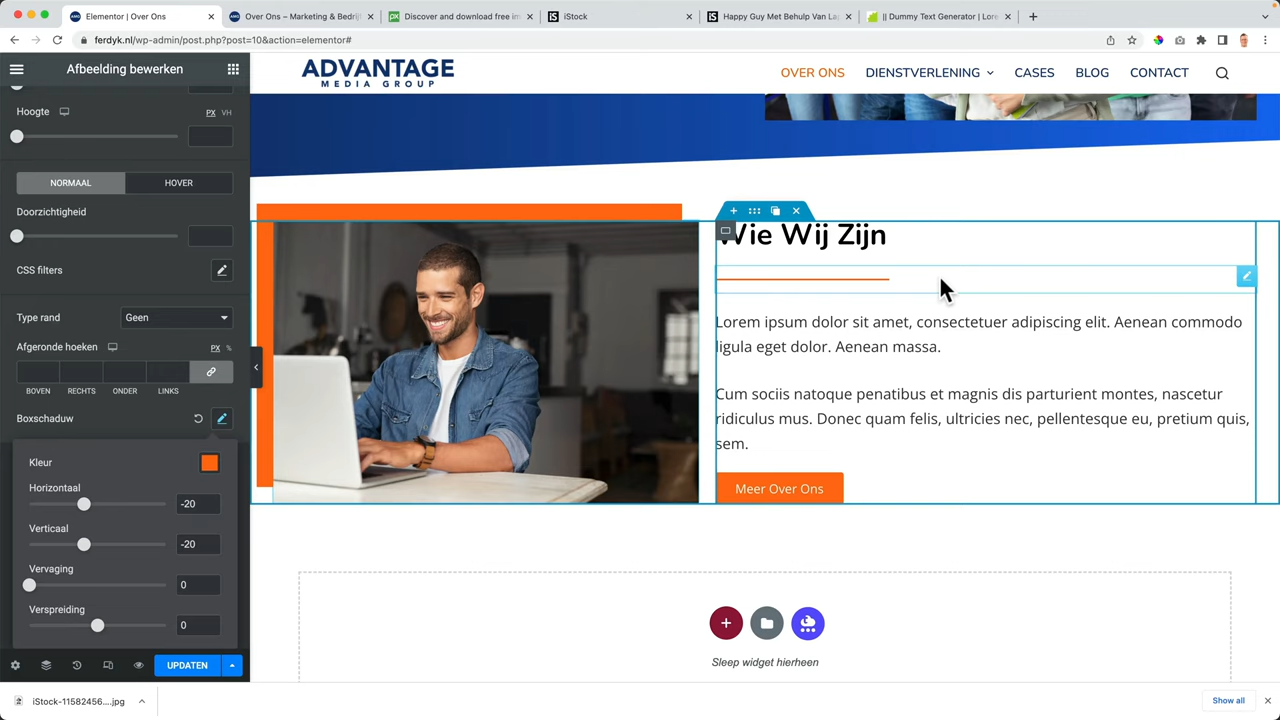 Elementor | Over Ons
Over Ons – Marketing & Bedrijf
Discover and download free im
iStock
Happy Guy Met Behulp Van La
|| Dummy Text Generator | Lore
ferdyk.nl/wp-admin/post.php?post=10&action=elementor#
Afbeelding bewerken
Hoogte
PX VH
NORMAAL
HOVER
Doorzichtigheid
CSS filters
Type rand
Geen
Afgeronde hoeken
PX %
BOVEN
RECHTS
ONDER
LINKS
Boxschaduw
Kleur
Horizontaal
-20
Verticaal
-20
Vervaging
0
Verspreiding
0
UPDATEN
ADVANTAGE
MEDIA GROUP
OVER ONS
DIENSTVERLENING
CASES
BLOG
CONTACT
Wie Wij Zijn
Lorem ipsum dolor sit amet, consectetuer adipiscing elit. Aenean commodo
ligula eget dolor. Aenean massa.
Cum sociis natoque penatibus et magnis dis parturient montes, nascetur
ridiculus mus. Donec quam felis, ultricies nec, pellentesque eu, pretium quis,
sem.
Meer Over Ons
Sleep widget hierheen
iStock-11582456....jpg
Show all